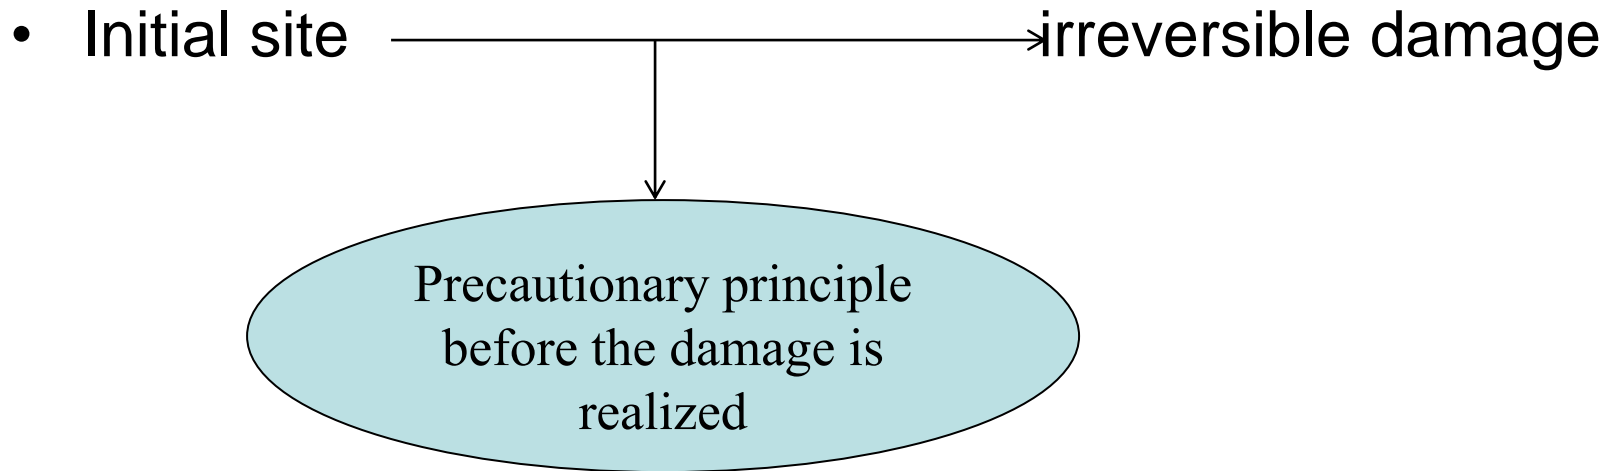 • Initial site irreversible damage
Precautionary principle
before the damage is
realized